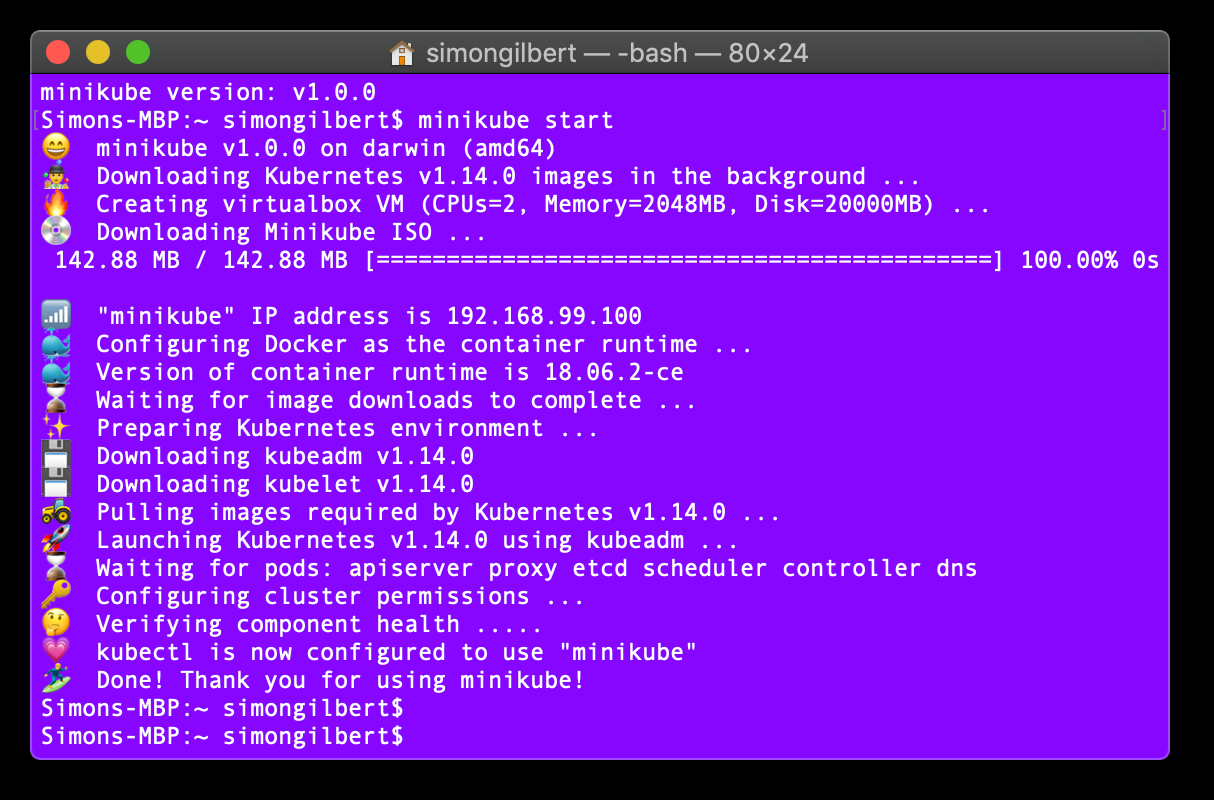 simongilbert — -bash — 80×24
minikube version: v1.0.0
[Simons-MBP:~ simongilbert$ minikube start ]
😄 minikube v1.0.0 on darwin (amd64)
🤹 Downloading Kubernetes v1.14.0 images in the background ...
🔥 Creating virtualbox VM (CPUs=2, Memory=2048MB, Disk=20000MB) ...
💿 Downloading Minikube ISO ...
142.88 MB / 142.88 MB [============================================] 100.00% 0s
📶 "minikube" IP address is 192.168.99.100
🐳 Configuring Docker as the container runtime ...
🐳 Version of container runtime is 18.06.2-ce
⌛ Waiting for image downloads to complete ...
✨ Preparing Kubernetes environment ...
💾 Downloading kubeadm v1.14.0
💾 Downloading kubelet v1.14.0
🚜 Pulling images required by Kubernetes v1.14.0 ...
🚀 Launching Kubernetes v1.14.0 using kubeadm ...
⌛ Waiting for pods: apiserver proxy etcd scheduler controller dns
🔑 Configuring cluster permissions ...
🤔 Verifying component health .....
💗 kubectl is now configured to use "minikube"
🏄 Done! Thank you for using minikube!
Simons-MBP:~ simongilbert$
Simons-MBP:~ simongilbert$